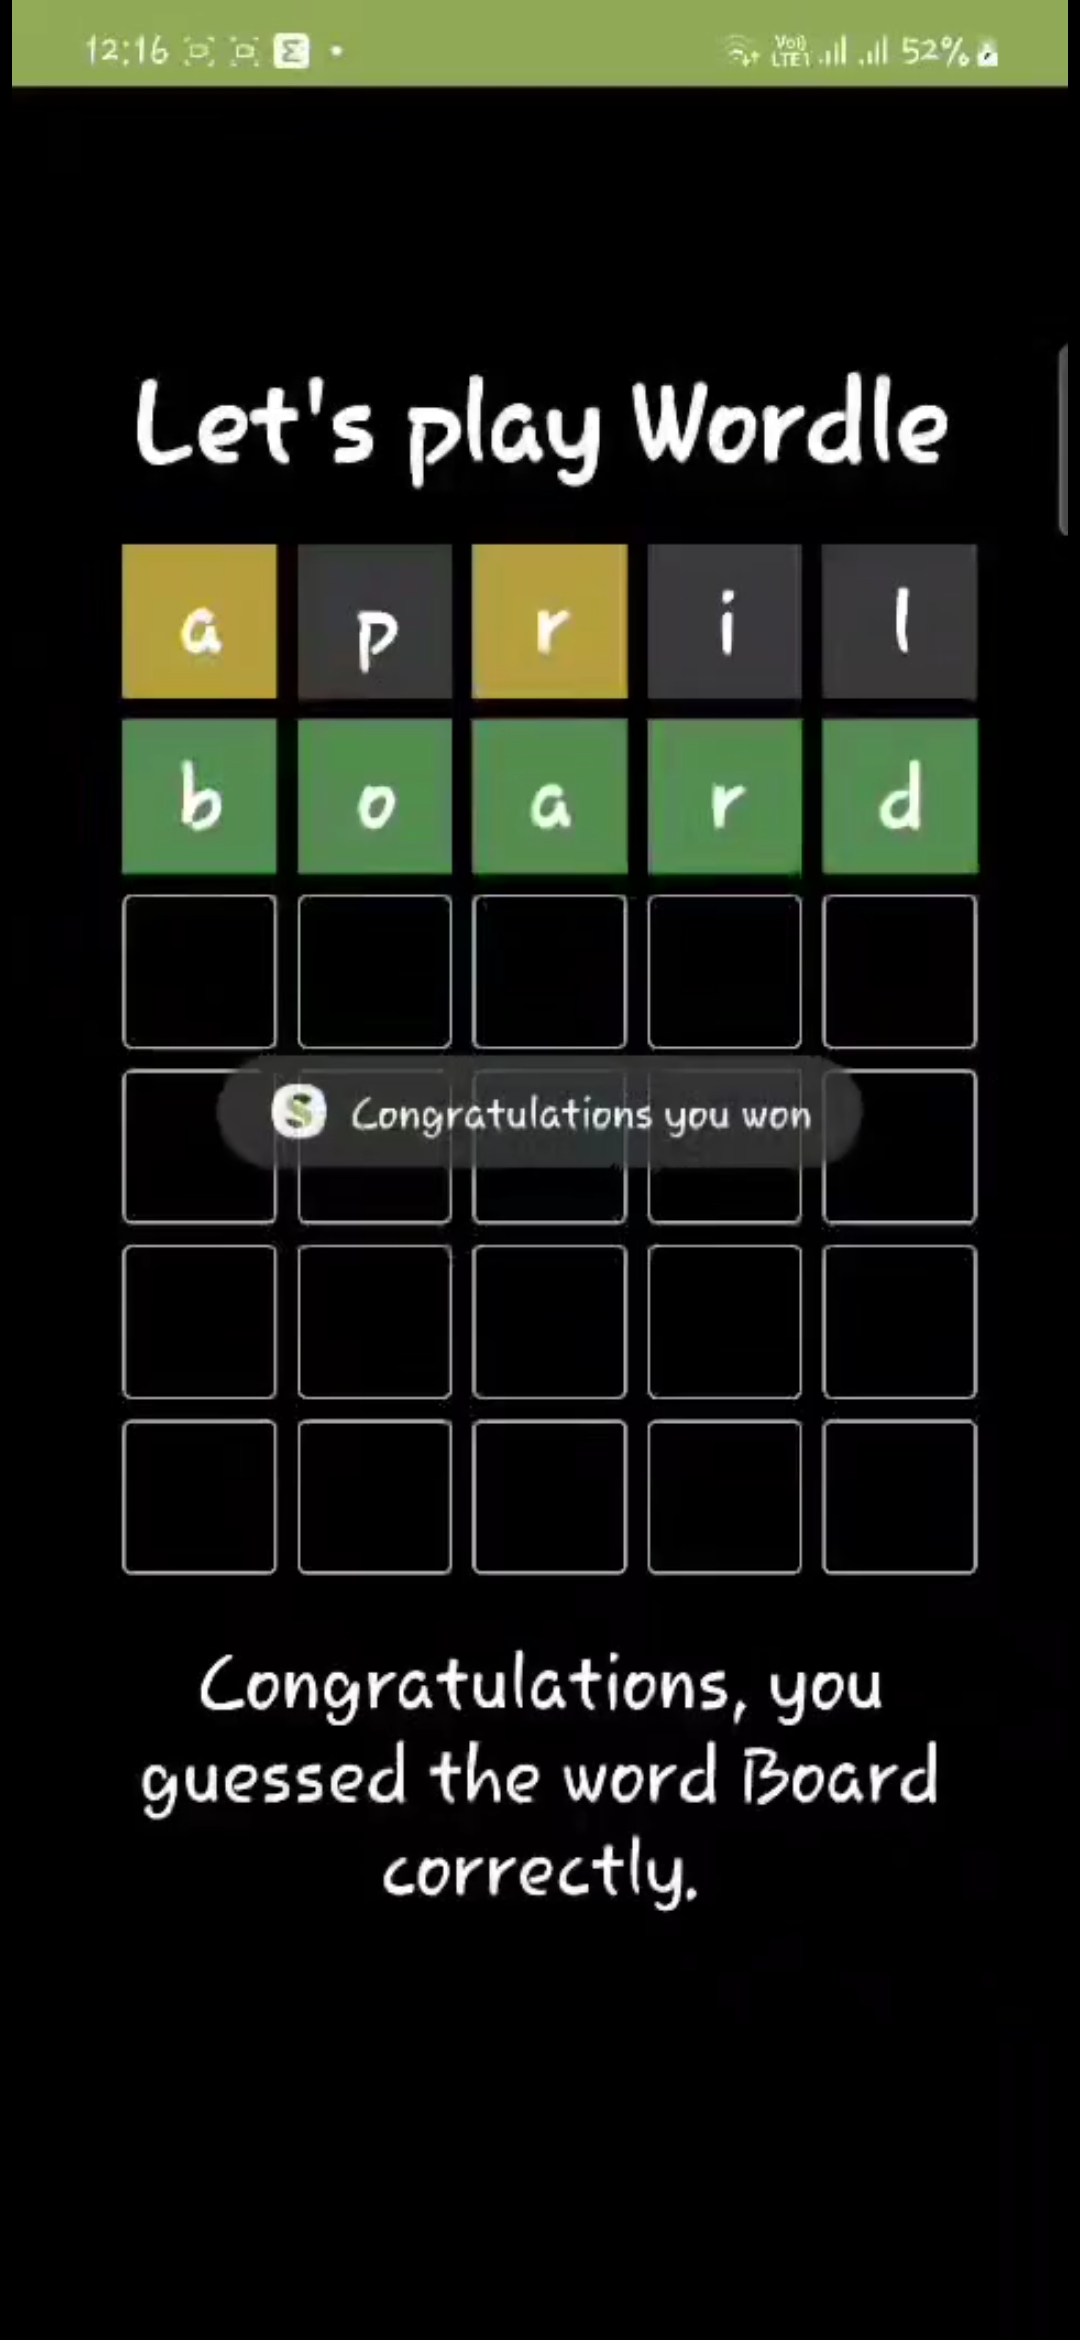 12:16 52%
Let's play Wordle
a p r i l
b o a r d
Congratulations you won
Congratulations, you
guessed the word Board
correctly.